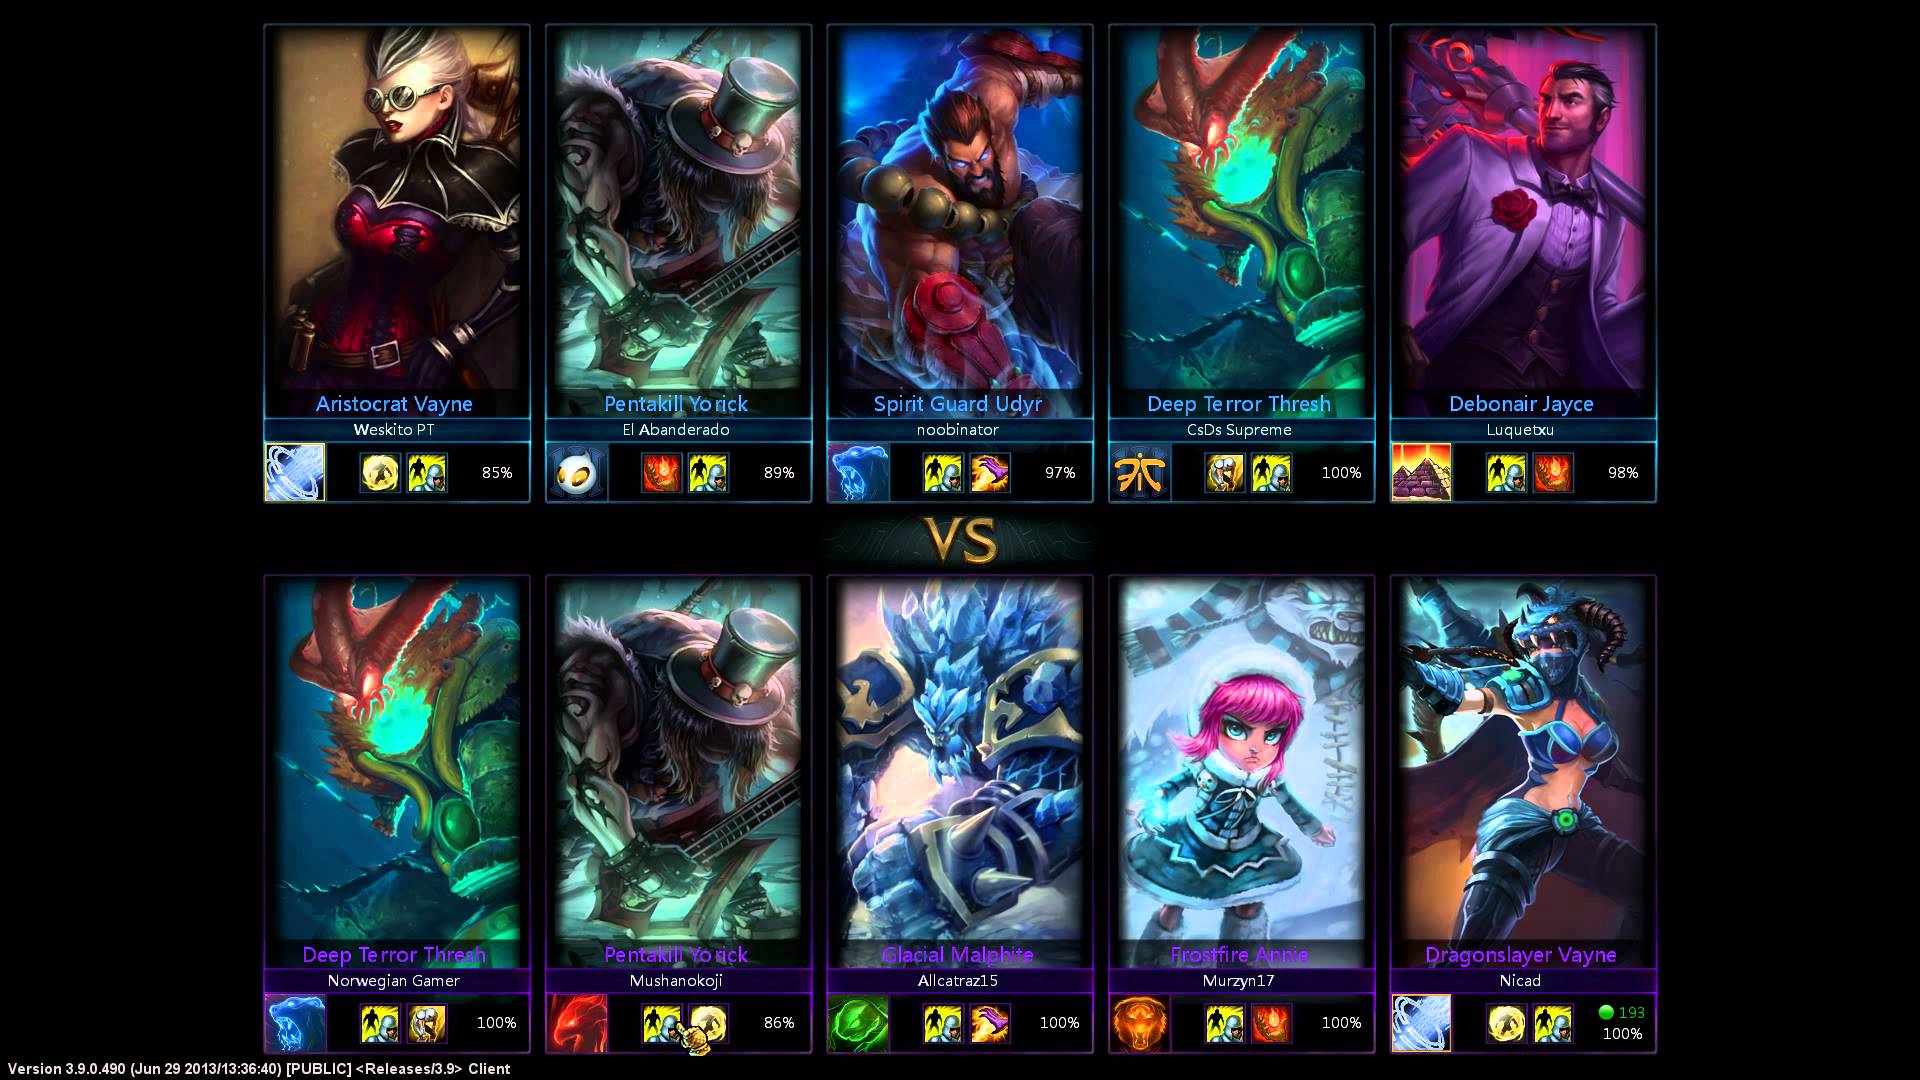 Aristocrat Vayne
Weskito PT
85%
Pentakill Yorick
El Abanderado
89%
Spirit Guard Udyr
noobinator
97%
Deep Terror Thresh
CsDs Supreme
100%
Debonair Jayce
Luquetxu
98%
VS
Deep Terror Thresh
Norwegian Gamer
100%
Pentakill Yorick
Mushanokoji
86%
Glacial Malphite
Allcatraz15
100%
Frostfire Annie
Murzyn17
100%
Dragonslayer Vayne
Nicad
193
100%
Version 3.9.0.490 (Jun 29 2013/13:36:40) [PUBLIC] <Releases/3.9> Client